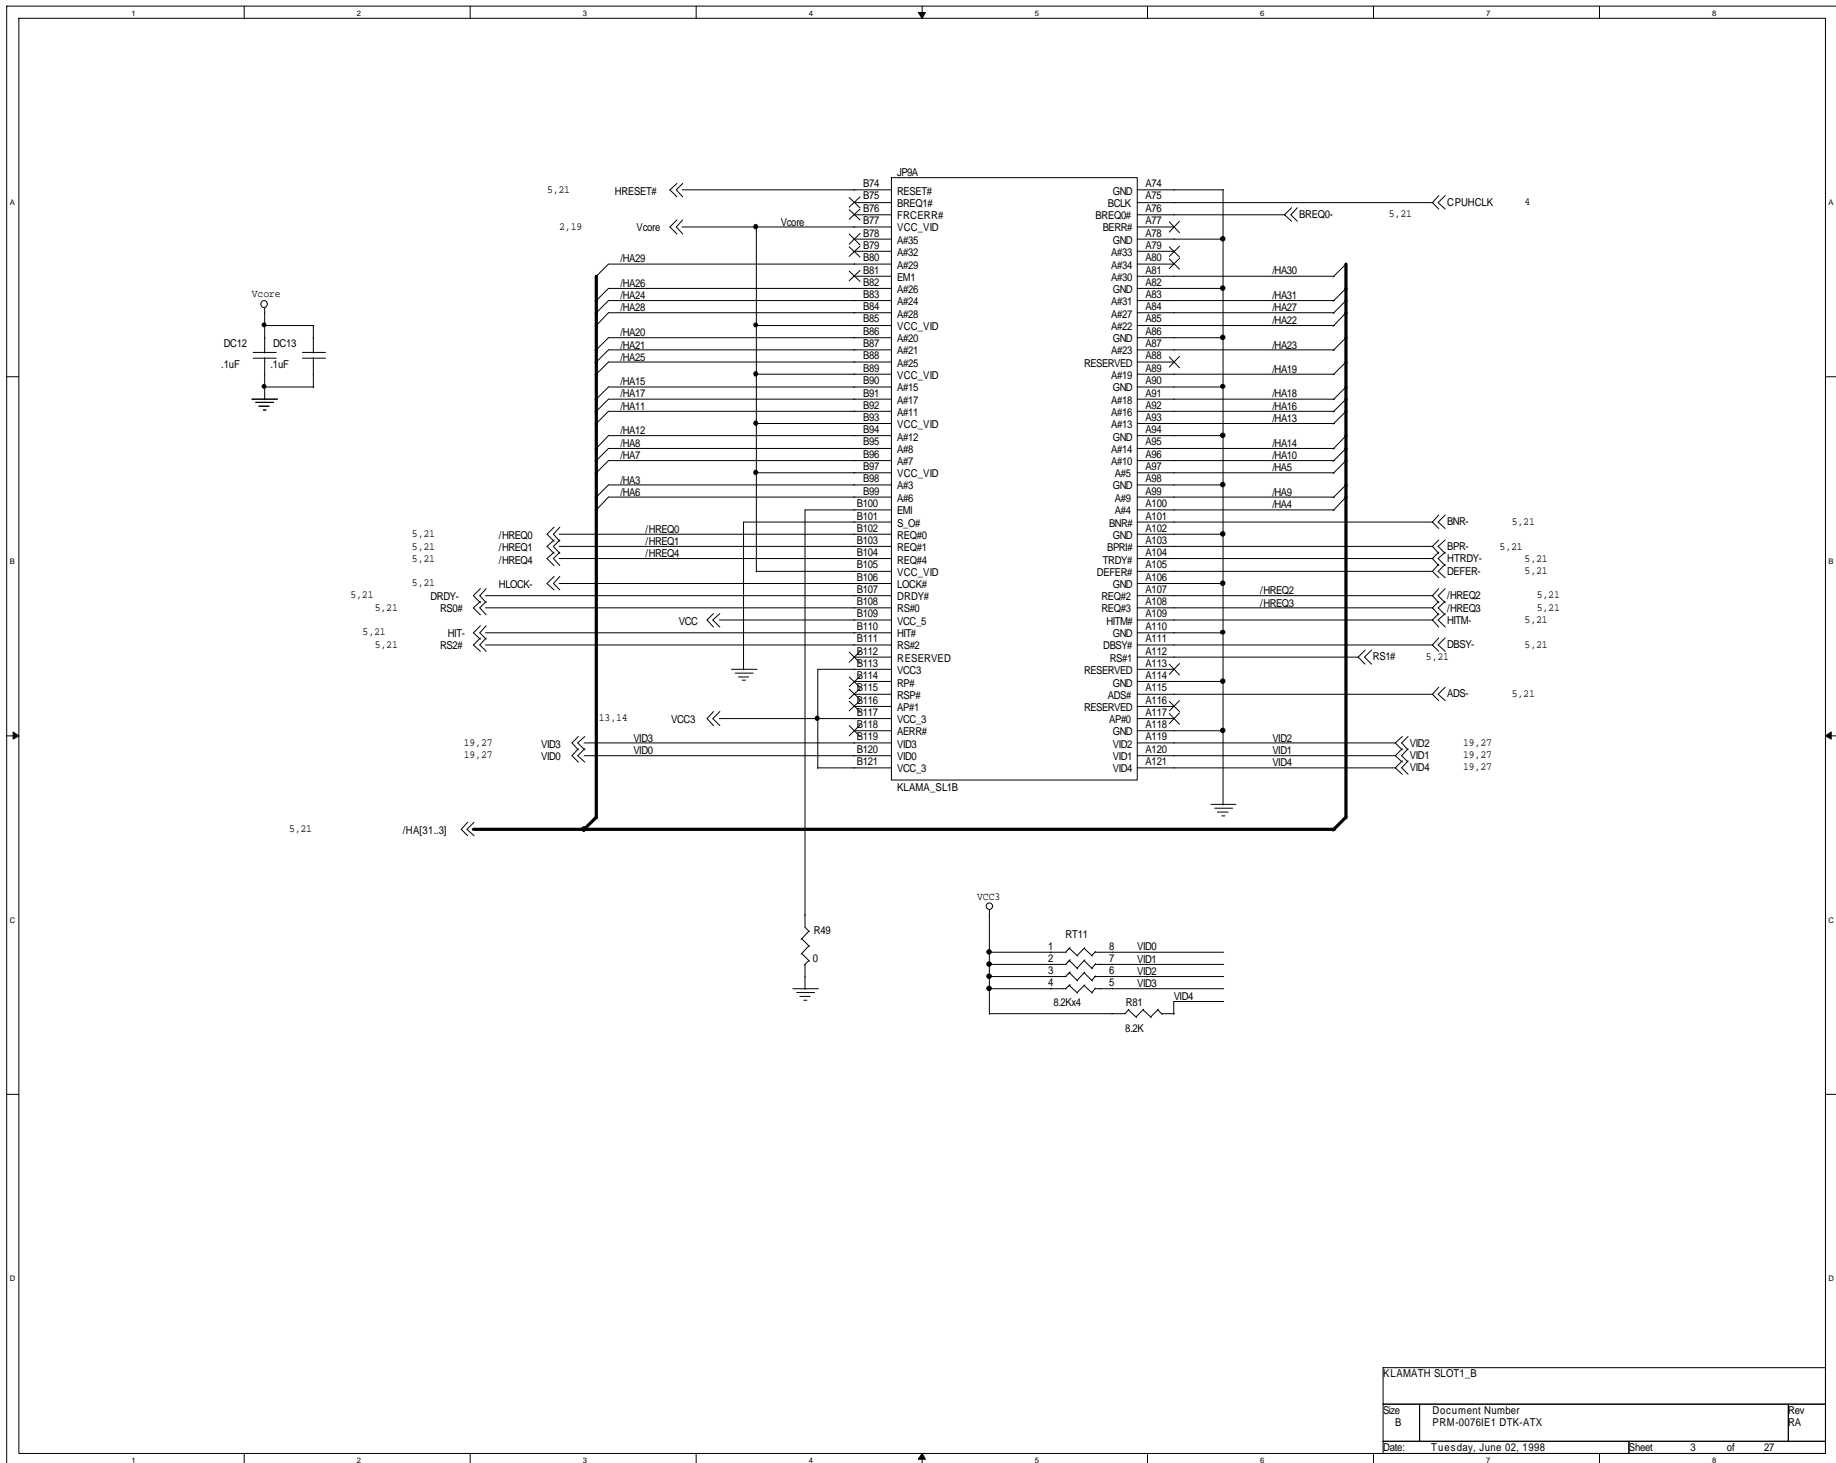 1 2 3 4 5 6 7 8
A A
B B
C C
D D
JP9A
5,21 HRESET# B74 RESET# GND A74
B75 BREQ1# BCLK A75 CPUHCLK 4
B76 FRCERR# BREQ0# A76 BREQ0- 5,21
2,19 Vcore Vcore B77 VCC_VID BERR# A77
B78 A#35 GND A78
B79 A#32 A#33 A79
/HA29 B80 A#29 A#34 A80
B81 EM1 A#30 A81 /HA30
/HA26 B82 A#26 GND A82
/HA24 B83 A#24 A#31 A83 /HA31
/HA28 B84 A#28 A#27 A84 /HA27
B85 VCC_VID A#22 A85 /HA22
/HA20 B86 A#20 GND A86
/HA21 B87 A#21 A#23 A87 /HA23
/HA25 B88 A#25 RESERVED A88
B89 VCC_VID A#19 A89 /HA19
/HA15 B90 A#15 GND A90
/HA17 B91 A#17 A#18 A91 /HA18
/HA11 B92 A#11 A#16 A92 /HA16
B93 VCC_VID A#13 A93 /HA13
/HA12 B94 A#12 GND A94
/HA8 B95 A#8 A#14 A95 /HA14
/HA7 B96 A#7 A#10 A96 /HA10
B97 VCC_VID A#5 A97 /HA5
/HA3 B98 A#3 GND A98
/HA6 B99 A#6 A#9 A99 /HA9
B100 EMI A#4 A100 /HA4
B101 S_O# BNR# A101 BNR- 5,21
5,21 /HREQ0 /HREQ0 B102 REQ#0 GND A102
5,21 /HREQ1 /HREQ1 B103 REQ#1 BPRI# A103 BPR- 5,21
5,21 /HREQ4 /HREQ4 B104 REQ#4 TRDY# A104 HTRDY- 5,21
B105 VCC_VID DEFER# A105 DEFER- 5,21
5,21 HLOCK- B106 LOCK# GND A106
5,21 DRDY- B107 DRDY# REQ#2 A107 /HREQ2 /HREQ2 5,21
5,21 RS0# B108 RS#0 REQ#3 A108 /HREQ3 /HREQ3 5,21
VCC B109 VCC_5 HITM# A109 HITM- 5,21
5,21 HIT- B110 HIT# GND A110
5,21 RS2# B111 RS#2 DBSY# A111 DBSY- 5,21
B112 RESERVED RS#1 A112 RS1# 5,21
B113 VCC3 RESERVED A113
B114 RP# GND A114
B115 RSP# ADS# A115 ADS- 5,21
B116 AP#1 RESERVED A116
13,14 VCC3 B117 VCC_3 AP#0 A117
B118 AERR# GND A118
19,27 VID3 VID3 B119 VID3 VID2 A119 VID2 VID2 19,27
19,27 VID0 VID0 B120 VID0 VID1 A120 VID1 VID1 19,27
B121 VCC_3 VID4 A121 VID4 VID4 19,27
KLAMA_SL1B
5,21 /HA[31..3]
Vcore
DC12 DC13
.1uF .1uF
R49
0
VCC3
RT11
1 8 VID0
2 7 VID1
3 6 VID2
4 5 VID3
8.2Kx4 R81 VID4
8.2K
KLAMATH SLOT1_B
Size Document Number Rev
B PRM-0076IE1 DTK-ATX RA
Date: Tuesday, June 02, 1998 Sheet 3 of 27
1 2 3 4 5 6 7 8